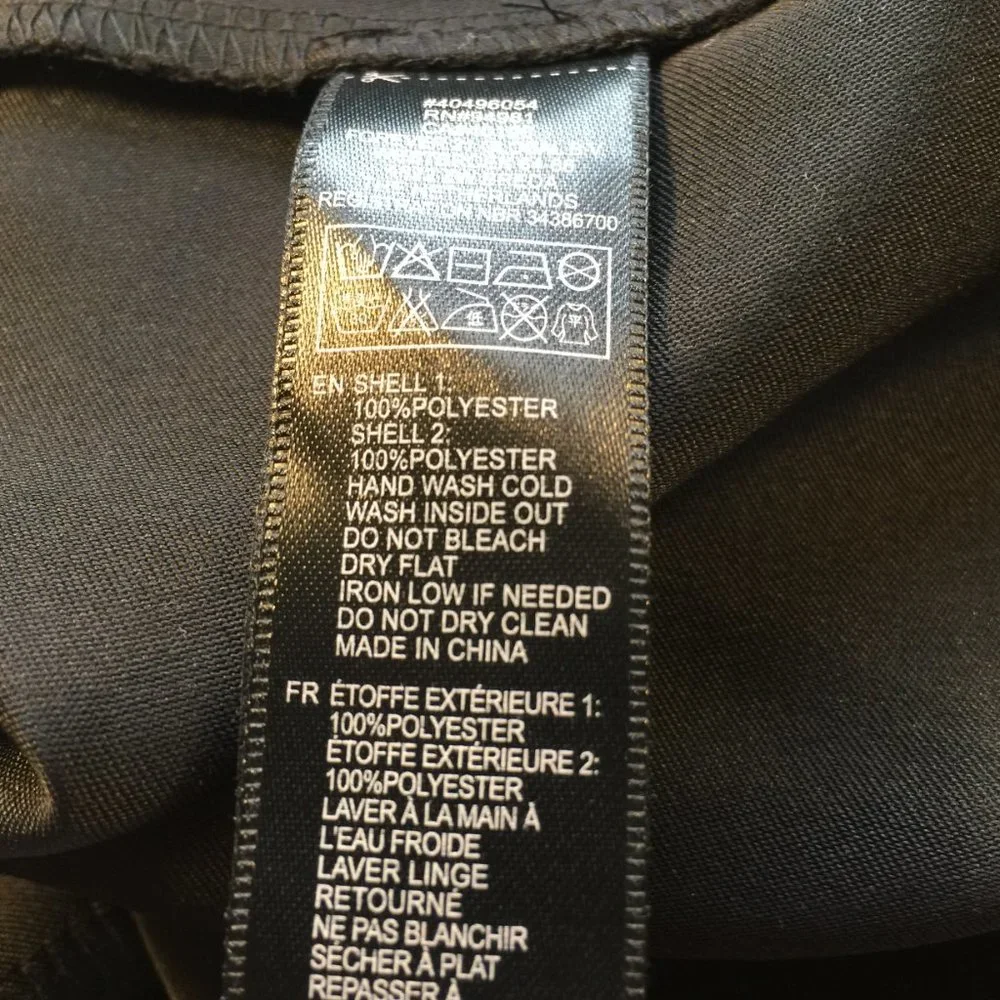 #40496054
REGISTRATION NBR 34386700
低
平
EN SHELL 1:
100%POLYESTER
SHELL 2:
100%POLYESTER
HAND WASH COLD
WASH INSIDE OUT
DO NOT BLEACH
DRY FLAT
IRON LOW IF NEEDED
DO NOT DRY CLEAN
MADE IN CHINA
FR ÉTOFFE EXTÉRIEURE 1:
100%POLYESTER
ÉTOFFE EXTÉRIEURE 2:
100%POLYESTER
LAVER À LA MAIN À
L'EAU FROIDE
LAVER LINGE
RETOURNÉ
NE PAS BLANCHIR
SÉCHER À PLAT
REPASSER À